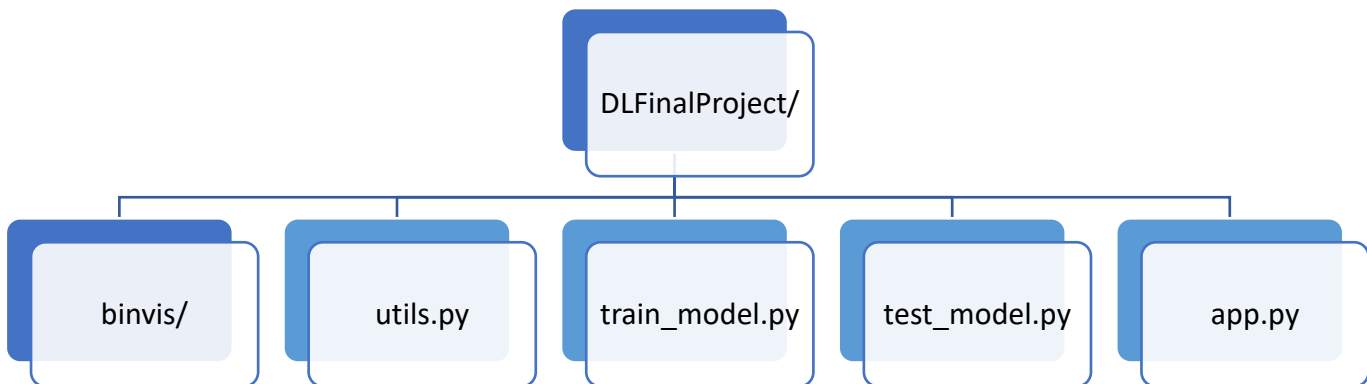 DLFinalProject/
binvis/
utils.py
train_model.py
test_model.py
app.py